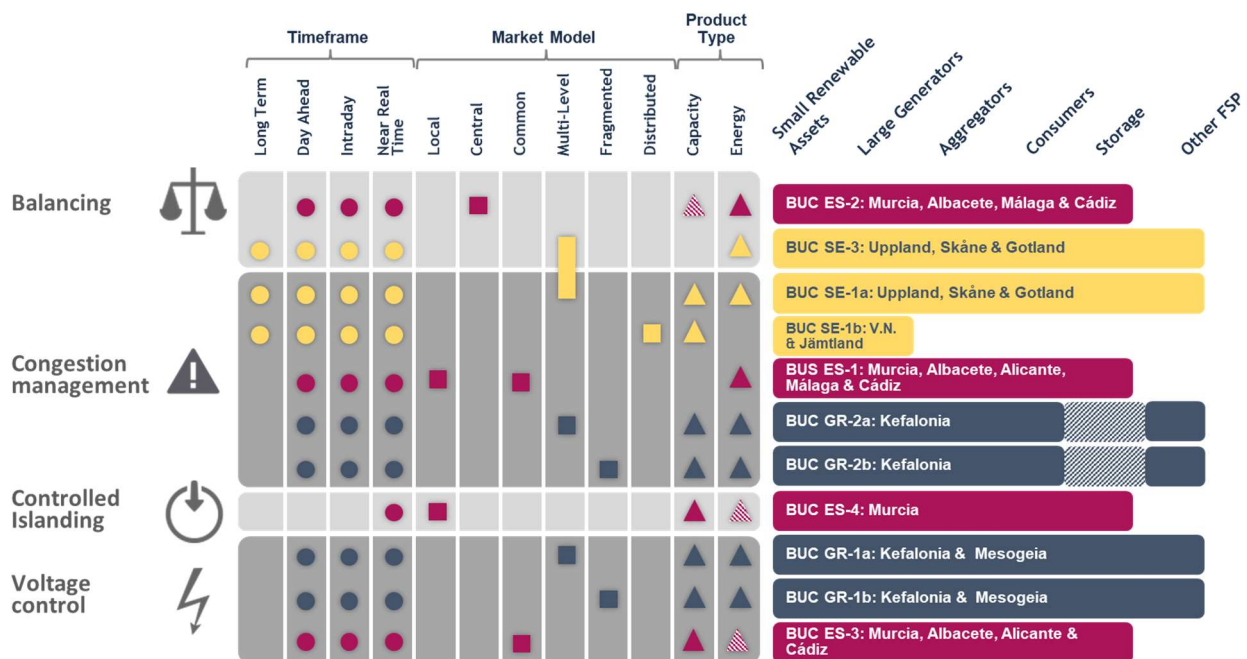 Timeframe
Market Model
Product
Type
Long Term
Day Ahead
Intraday
Near Real
Time
Local
Central
Common
Multi-Level
Fragmented
Distributed
Capacity
Energy
Small Renewable
Assets
Large Generators
Aggregators
Consumers
Storage
Other FSP
Balancing
BUC ES-2: Murcia, Albacete, Málaga & Cádiz
BUC SE-3: Uppland, Skåne & Gotland
Congestion
management
BUC SE-1a: Uppland, Skåne & Gotland
BUC SE-1b: V.N.
& Jämtland
BUS ES-1: Murcia, Albacete, Alicante,
Málaga & Cádiz
BUC GR-2a: Kefalonia
BUC GR-2b: Kefalonia
Controlled
Islanding
BUC ES-4: Murcia
Voltage
control
BUC GR-1a: Kefalonia & Mesogeia
BUC GR-1b: Kefalonia & Mesogeia
BUC ES-3: Murcia, Albacete, Alicante &
Cádiz